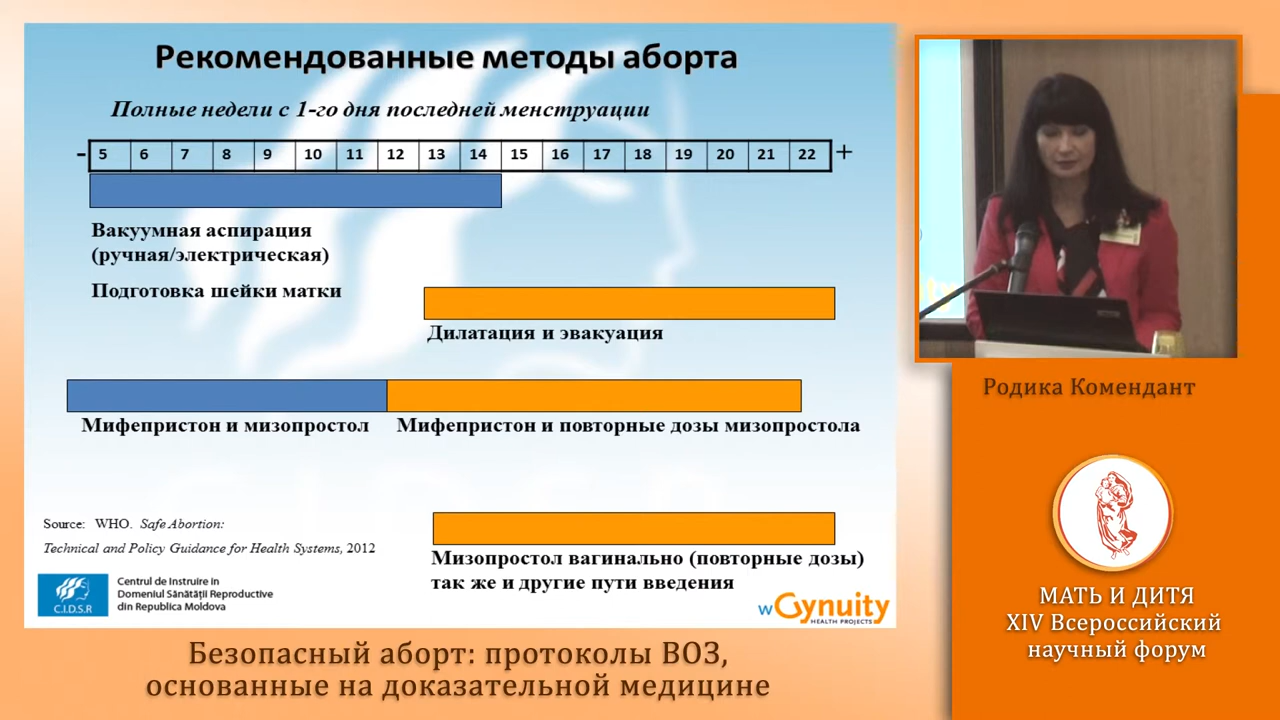 Рекомендованные методы аборта
Полные недели с 1-го дня последней менструации
- 5 6 7 8 9 10 11 12 13 14 15 16 17 18 19 20 21 22 +
Вакуумная аспирация
(ручная/электрическая)
Подготовка шейки матки
Дилатация и эвакуация
Мифепристон и мизопростол
Мифепристон и повторные дозы мизопростола
Source: WHO. Safe Abortion:
Technical and Policy Guidance for Health Systems, 2012
Мизопростол вагинально (повторные дозы)
так же и другие пути введения
C.I.D.S.R
Centrul de Instruire în
Domeniul Sănătății Reproductive
din Republica Moldova
w Gynuity
HEALTH PROJECTS
Безопасный аборт: протоколы ВОЗ,
основанные на доказательной медицине
Родика Комендант
МАТЬ И ДИТЯ
XIV Всероссийский
научный форум